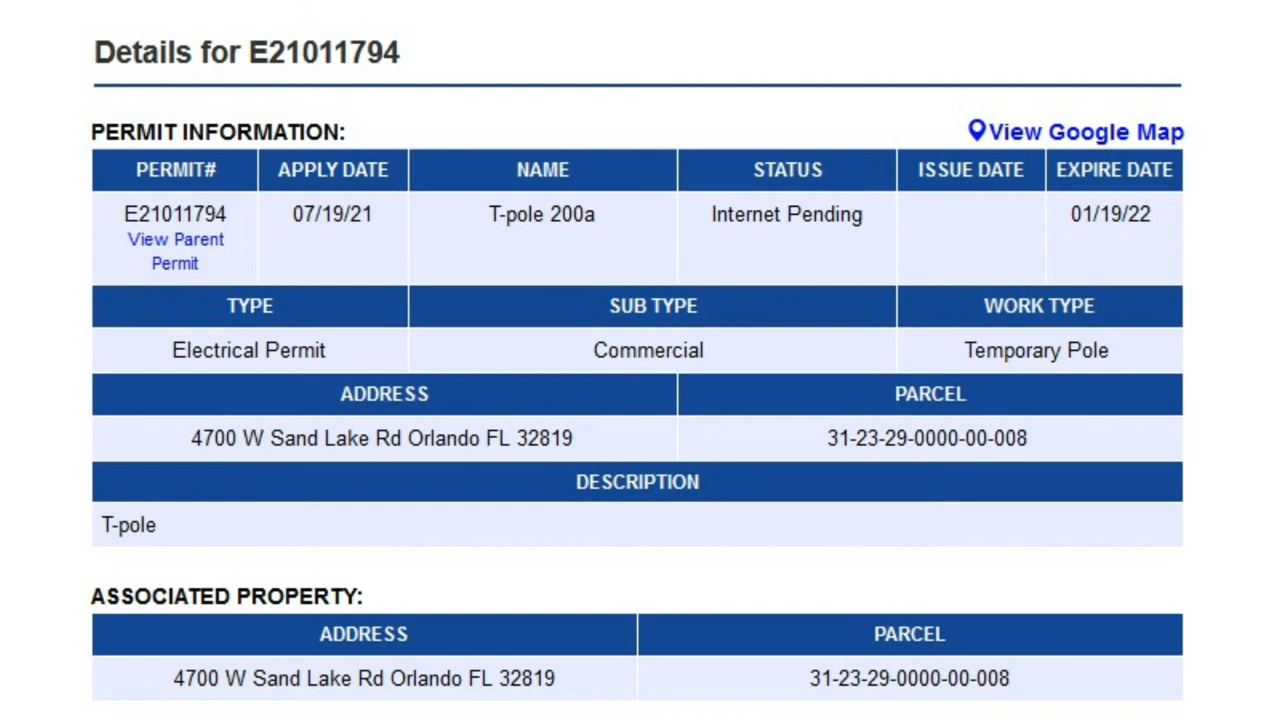 Details for E21011794
PERMIT INFORMATION:
View Google Map
PERMIT# APPLY DATE NAME STATUS ISSUE DATE EXPIRE DATE
E21011794 07/19/21 T-pole 200a Internet Pending 01/19/22
View Parent
Permit
TYPE SUB TYPE WORK TYPE
Electrical Permit Commercial Temporary Pole
ADDRESS PARCEL
4700 W Sand Lake Rd Orlando FL 32819 31-23-29-0000-00-008
DESCRIPTION
T-pole
ASSOCIATED PROPERTY:
ADDRESS PARCEL
4700 W Sand Lake Rd Orlando FL 32819 31-23-29-0000-00-008